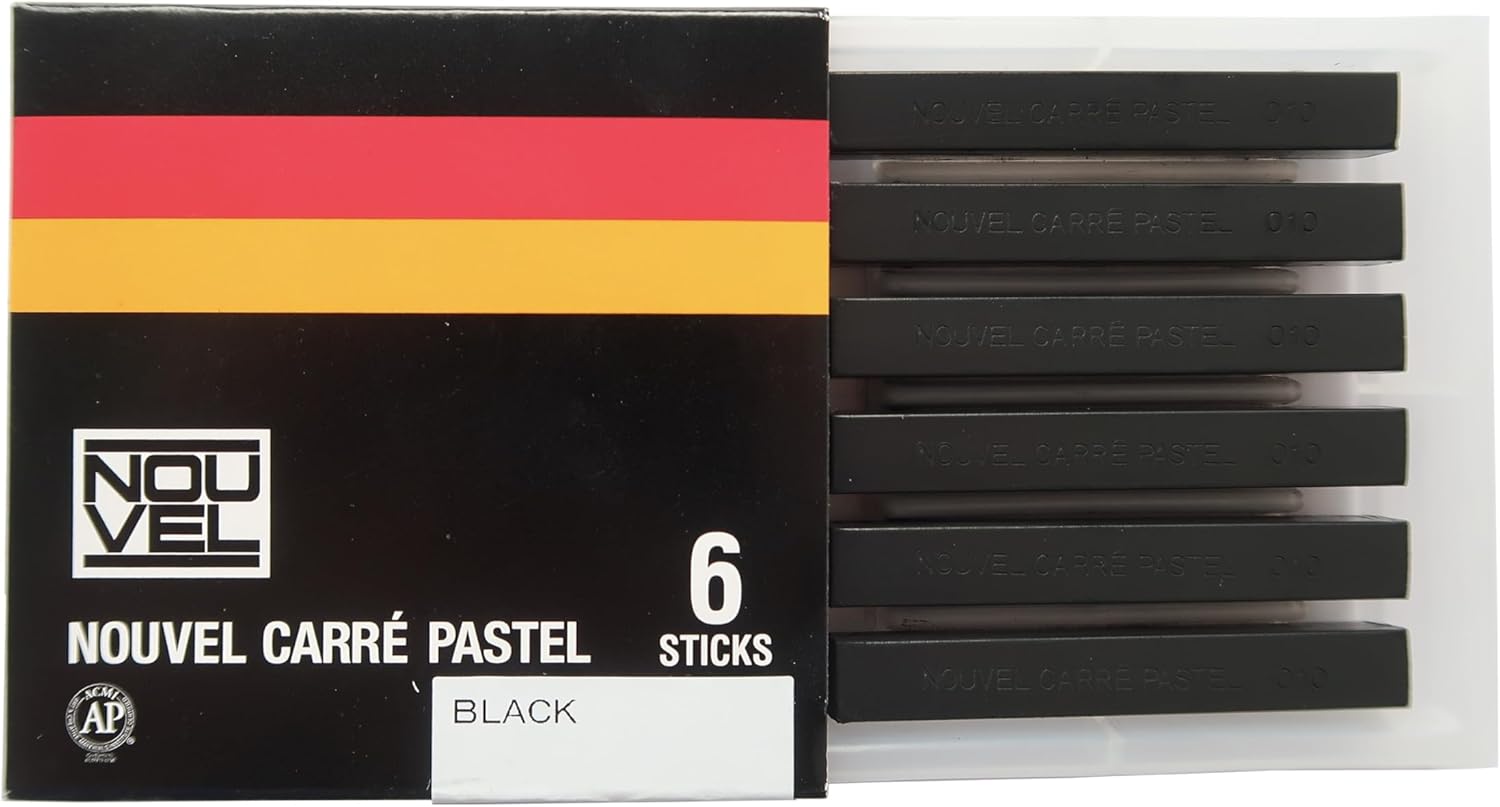 NOUVEL CARRÉ PASTEL 010
NOUVEL CARRÉ PASTEL 010
NOUVEL CARRÉ PASTEL 010
NOUVEL CARRÉ PASTEL 010
NOUVEL CARRÉ PASTEL 010
NOUVEL CARRÉ PASTEL 010
NOU
VEL
6
STICKS
NOUVEL CARRÉ PASTEL
ACMI
AP
BLACK